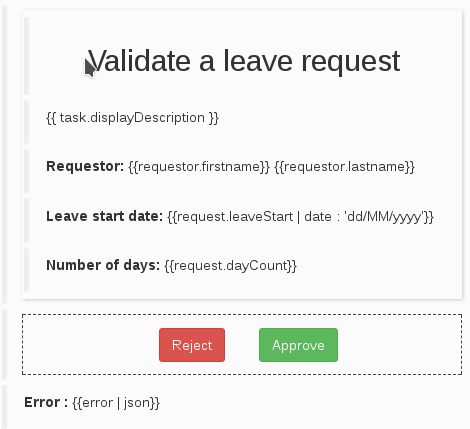 Validate a leave request
{{ task.displayDescription }}
Requestor: {{requestor.firstname}} {{requestor.lastname}}
Leave start date: {{request.leaveStart | date : 'dd/MM/yyyy'}}
Number of days: {{request.dayCount}}
Reject Approve
Error : {{error | json}}